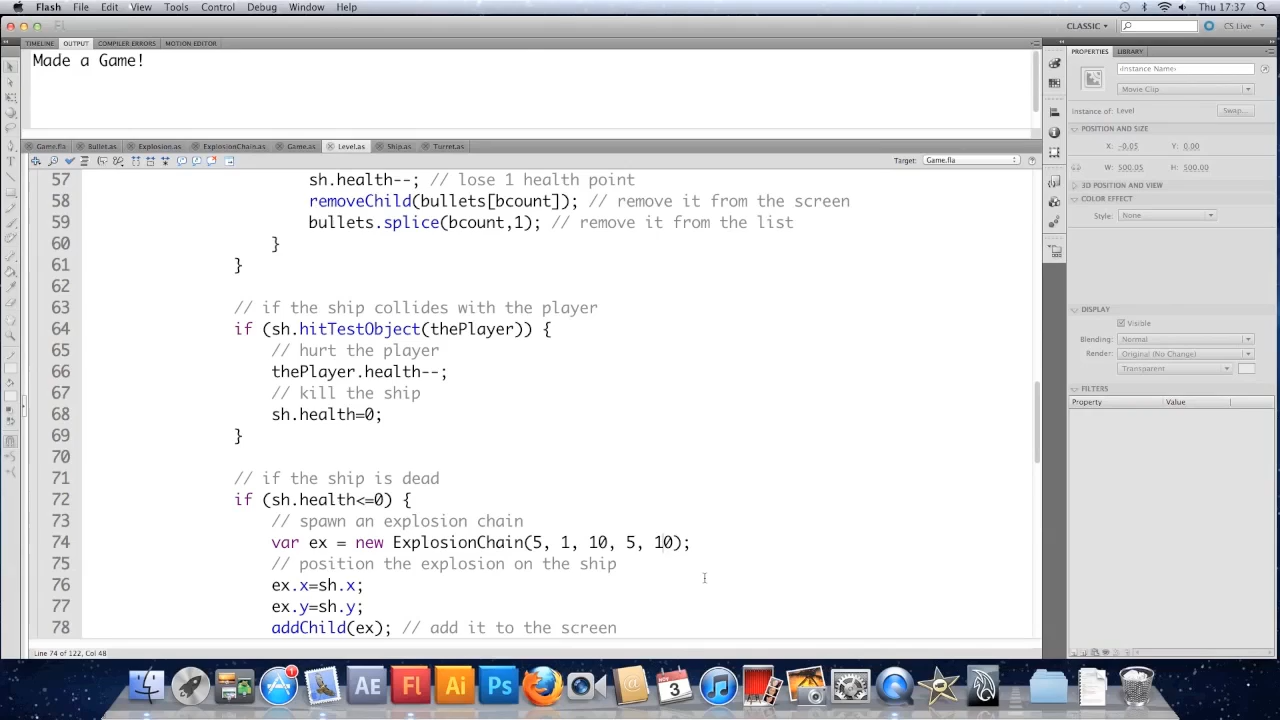 Flash File Edit View Tools Control Debug Window Help Thu 17:37
CLASSIC CS Live
TIMELINE OUTPUT COMPILER ERRORS MOTION EDITOR
Made a Game!
PROPERTIES LIBRARY
<Instance Name>
Movie Clip
Instance of: Level Swap...
POSITION AND SIZE
X: -0.05 Y: 0.00
W: 500.05 H: 500.00
3D POSITION AND VIEW
COLOR EFFECT
Style: None
DISPLAY
Visible
Blending: Normal
Render: Original (No Change)
Transparent
FILTERS
Property Value
Game.fla Bullet.as Explosion.as ExplosionChain.as Game.as Level.as Ship.as Turret.as
Target: Game.fla
57 sh.health--; // lose 1 health point
58 removeChild(bullets[bcount]); // remove it from the screen
59 bullets.splice(bcount,1); // remove it from the list
60 }
61 }
62
63 // if the ship collides with the player
64 if (sh.hitTestObject(thePlayer)) {
65 // hurt the player
66 thePlayer.health--;
67 // kill the ship
68 sh.health=0;
69 }
70
71 // if the ship is dead
72 if (sh.health<=0) {
73 // spawn an explosion chain
74 var ex = new ExplosionChain(5, 1, 10, 5, 10);
75 // position the explosion on the ship
76 ex.x=sh.x;
77 ex.y=sh.y;
78 addChild(ex); // add it to the screen
Line 74 of 122, Col 48
1
AE Fl Ai Ps
NOV
3